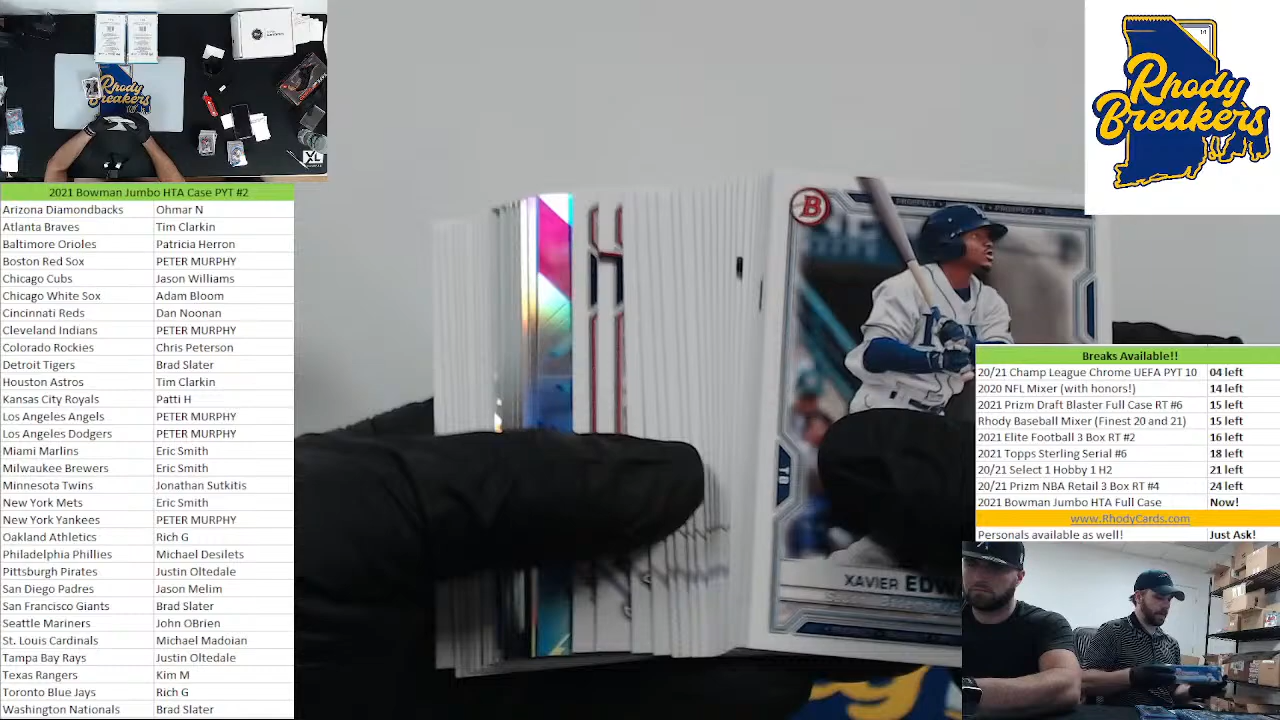 2021 Bowman Jumbo HTA Case PYT #2
Arizona Diamondbacks Ohmar N
Atlanta Braves Tim Clarkin
Baltimore Orioles Patricia Herron
Boston Red Sox PETER MURPHY
Chicago Cubs Jason Williams
Chicago White Sox Adam Bloom
Cincinnati Reds Dan Noonan
Cleveland Indians PETER MURPHY
Colorado Rockies Chris Peterson
Detroit Tigers Brad Slater
Houston Astros Tim Clarkin
Kansas City Royals Patti H
Los Angeles Angels PETER MURPHY
Los Angeles Dodgers PETER MURPHY
Miami Marlins Eric Smith
Milwaukee Brewers Eric Smith
Minnesota Twins Jonathan Sutkitis
New York Mets Eric Smith
New York Yankees PETER MURPHY
Oakland Athletics Rich G
Philadelphia Phillies Michael Desilets
Pittsburgh Pirates Justin Oltedale
San Diego Padres Jason Melim
San Francisco Giants Brad Slater
Seattle Mariners John OBrien
St. Louis Cardinals Michael Madoian
Tampa Bay Rays Justin Oltedale
Texas Rangers Kim M
Toronto Blue Jays Rich G
Washington Nationals Brad Slater
Rhody
Breakers
XL
B
PROSPECT PROSPECT PROSPECT
XAVIER EDW
Rhody
Breakers
Breaks Available!!
20/21 Champ League Chrome UEFA PYT 10 04 left
2020 NFL Mixer (with honors!) 14 left
2021 Prizm Draft Blaster Full Case RT #6 15 left
Rhody Baseball Mixer (Finest 20 and 21) 15 left
2021 Elite Football 3 Box RT #2 16 left
2021 Topps Sterling Serial #6 18 left
20/21 Select 1 Hobby 1 H2 21 left
20/21 Prizm NBA Retail 3 Box RT #4 24 left
2021 Bowman Jumbo HTA Full Case Now!
www.RhodyCards.com
Personals available as well! Just Ask!